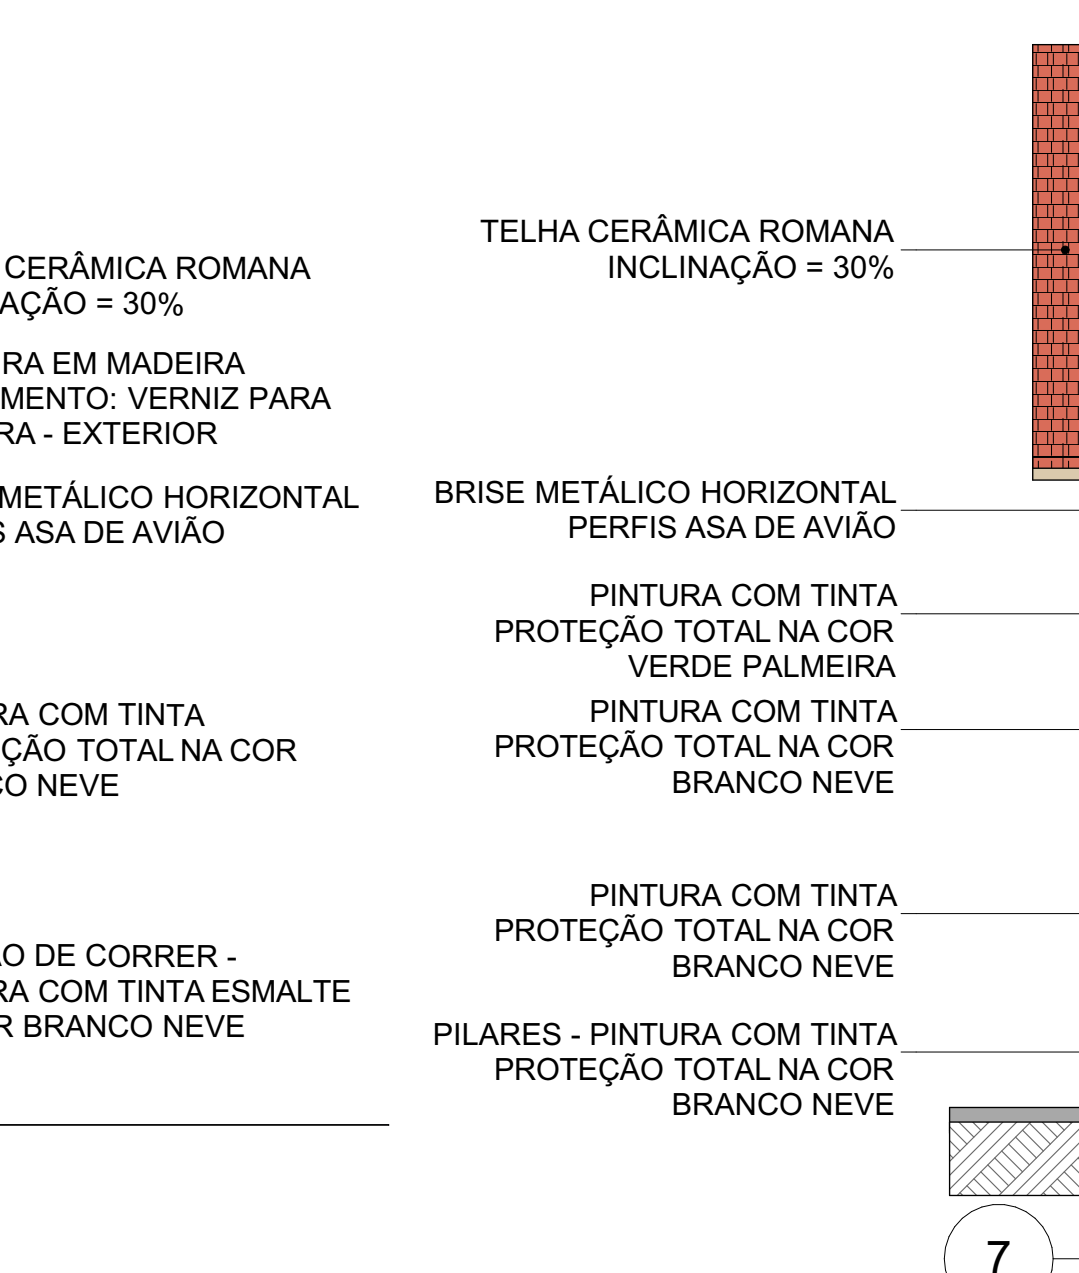 CERÂMICA ROMANA
AÇÃO = 30%
RA EM MADEIRA
MENTO: VERNIZ PARA
RA - EXTERIOR
METÁLICO HORIZONTAL
S ASA DE AVIÃO
RA COM TINTA
ÇÃO TOTAL NA COR
CO NEVE
ÃO DE CORRER -
RA COM TINTA ESMALTE
R BRANCO NEVE
TELHA CERÂMICA ROMANA
INCLINAÇÃO = 30%
BRISE METÁLICO HORIZONTAL
PERFIS ASA DE AVIÃO
PINTURA COM TINTA
PROTEÇÃO TOTAL NA COR
VERDE PALMEIRA
PINTURA COM TINTA
PROTEÇÃO TOTAL NA COR
BRANCO NEVE
PINTURA COM TINTA
PROTEÇÃO TOTAL NA COR
BRANCO NEVE
PILARES - PINTURA COM TINTA
PROTEÇÃO TOTAL NA COR
BRANCO NEVE
7